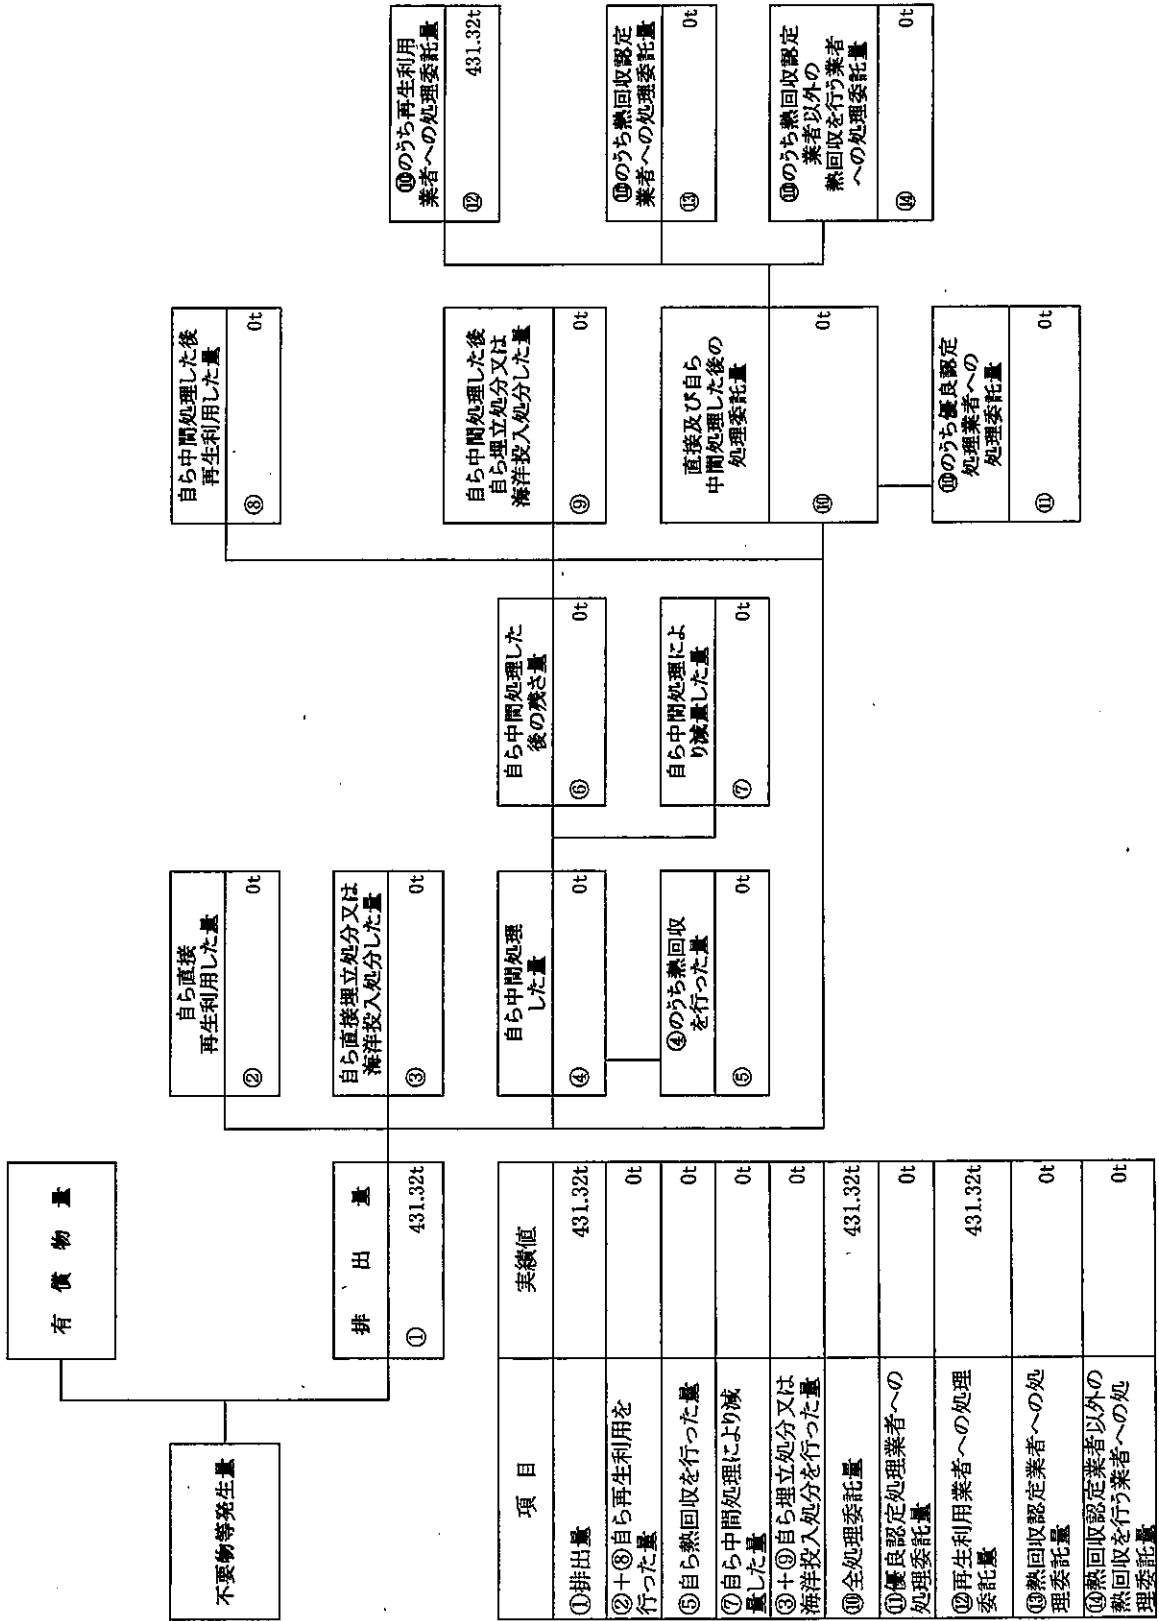 有償物量
不要物等発生量
排出量
① 431.32t
自ら直接
再生利用した量
② 0t
自ら直接埋立処分又は
海洋投入処分した量
③ 0t
自ら中間処理
した量
④ 0t
④のうち熱回収
を行った量
⑤ 0t
自ら中間処理した
後の残さ量
⑥ 0t
自ら中間処理によ
り減量した量
⑦ 0t
自ら中間処理した後
再生利用した量
⑧ 0t
自ら中間処理した後
自ら埋立処分又は
海洋投入処分した量
⑨ 0t
直接及び自ら
中間処理した後の
処理委託量
⑩ 0t
⑩のうち優良認定
処理業者への
処理委託量
⑪ 0t
⑩のうち再生利用
業者への処理委託量
⑫ 431.32t
⑩のうち熱回収認定
業者への処理委託量
⑬ 0t
⑩のうち熱回収認定
業者以外の
熱回収を行う業者
への処理委託量
⑭ 0t
項目 実績値
①排出量 431.32t
②+⑧自ら再生利用を
行った量 0t
⑤自ら熱回収を行った量 0t
⑦自ら中間処理により減
量した量 0t
③+⑨自ら埋立処分又は
海洋投入処分を行った量 0t
⑩全処理委託量 431.32t
⑪優良認定処理業者への
処理委託量 0t
⑫再生利用業者への処理
委託量 431.32t
⑬熱回収認定業者への処
理委託量 0t
⑭熱回収認定業者以外の
熱回収を行う業者への処
理委託量 0t